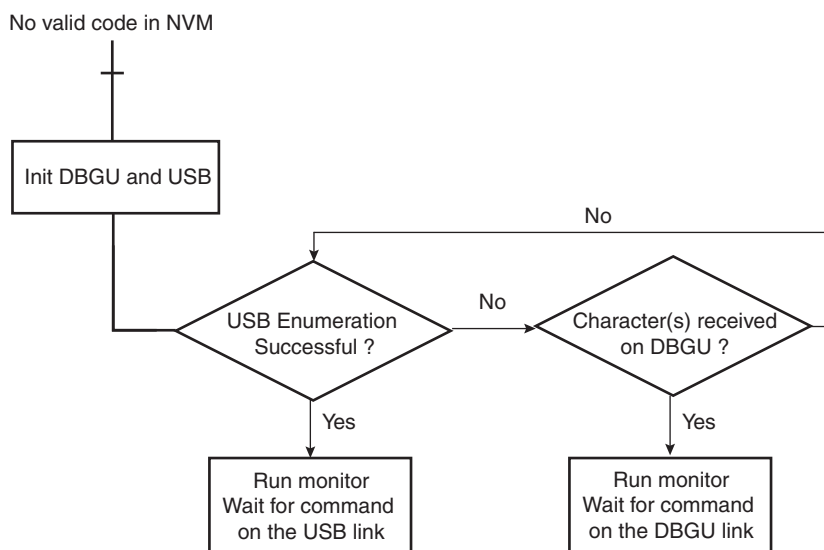 No valid code in NVM
Init DBGU and USB
No
USB Enumeration
Successful ?
No
Character(s) received
on DBGU ?
Yes
Yes
Run monitor
Wait for command
on the USB link
Run monitor
Wait for command
on the DBGU link